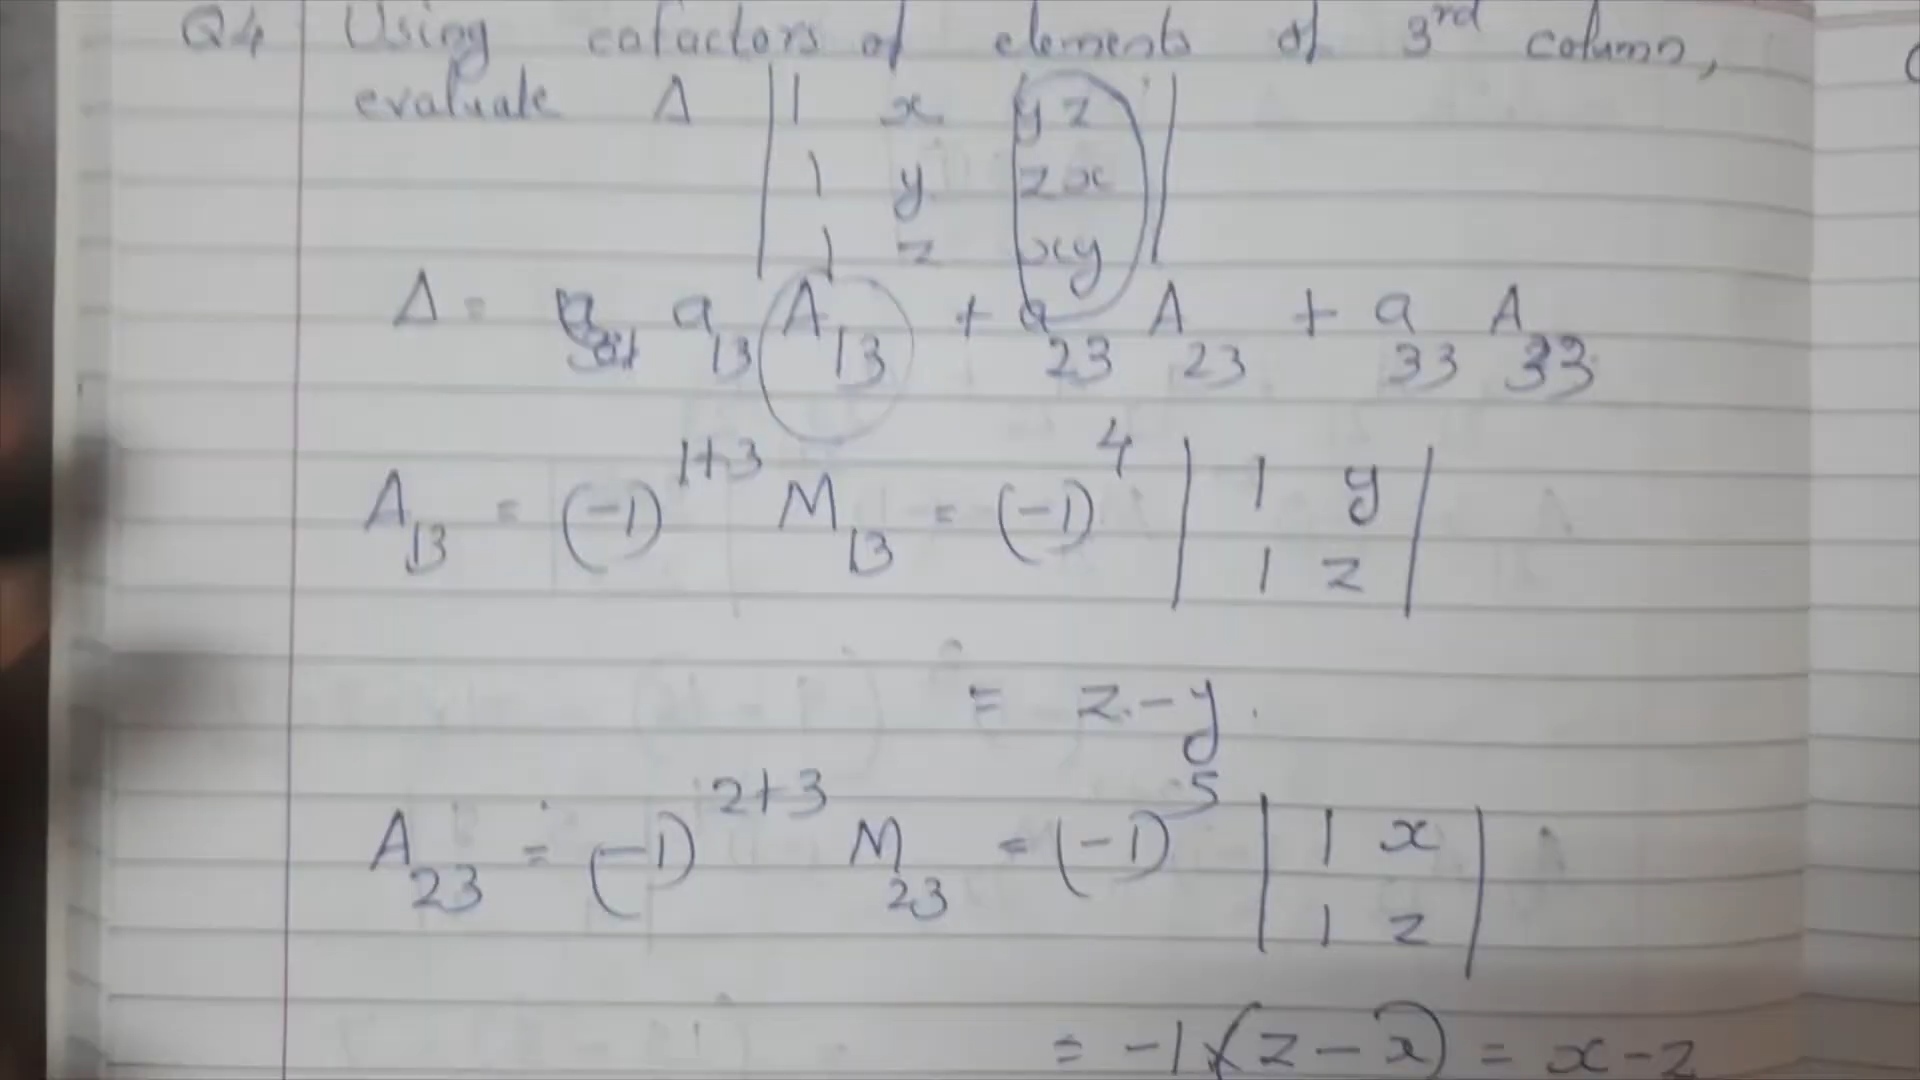 Q4 Using cofactors of elements of 3rd column,
evaluate Δ | 1 x yz |
| 1 y zx |
| 1 z xy |
Δ = a13 A13 + a23 A23 + a33 A33
A13 = (-1)^1+3 M13 = (-1)^4 | 1 y |
| 1 z |
= z - y.
A23 = (-1)^2+3 M23 = (-1)^5 | 1 x |
| 1 z |
= -1 × (z - x) = x - z